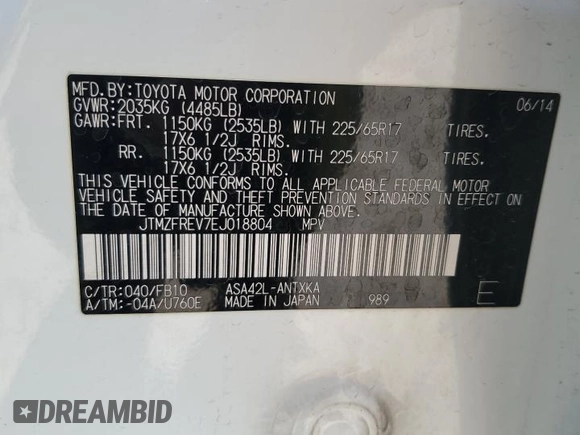 MFD.BY:TOYOTA MOTOR CORPORATION 06/14
GVWR:2035KG (4485LB)
GAWR:FRT. 1150KG (2535LB) WITH 225/65R17 TIRES.
17X6 1/2J RIMS.
RR. 1150KG (2535LB) WITH 225/65R17 TIRES.
17X6 1/2J RIMS.
THIS VEHICLE CONFORMS TO ALL APPLICABLE FEDERAL MOTOR
VEHICLE SAFETY AND THEFT PREVENTION STANDARDS IN EFFECT ON
THE DATE OF MANUFACTURE SHOWN ABOVE.
JTMZFREV7EJ018804 MPV
C/TR:040/FB10 ASA42L-ANTXKA
A/TM:-04A/U760E MADE IN JAPAN 989 E
DREAMBID